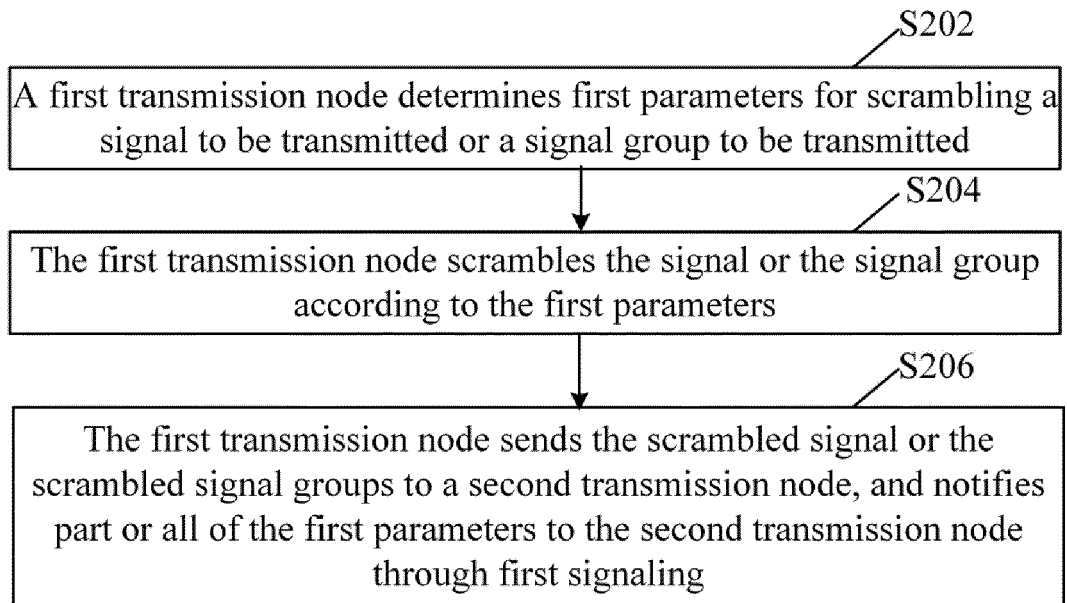 S202
A first transmission node determines first parameters for scrambling a
signal to be transmitted or a signal group to be transmitted
S204
The first transmission node scrambles the signal or the signal group
according to the first parameters
S206
The first transmission node sends the scrambled signal or the
scrambled signal groups to a second transmission node, and notifies
part or all of the first parameters to the second transmission node
through first signaling